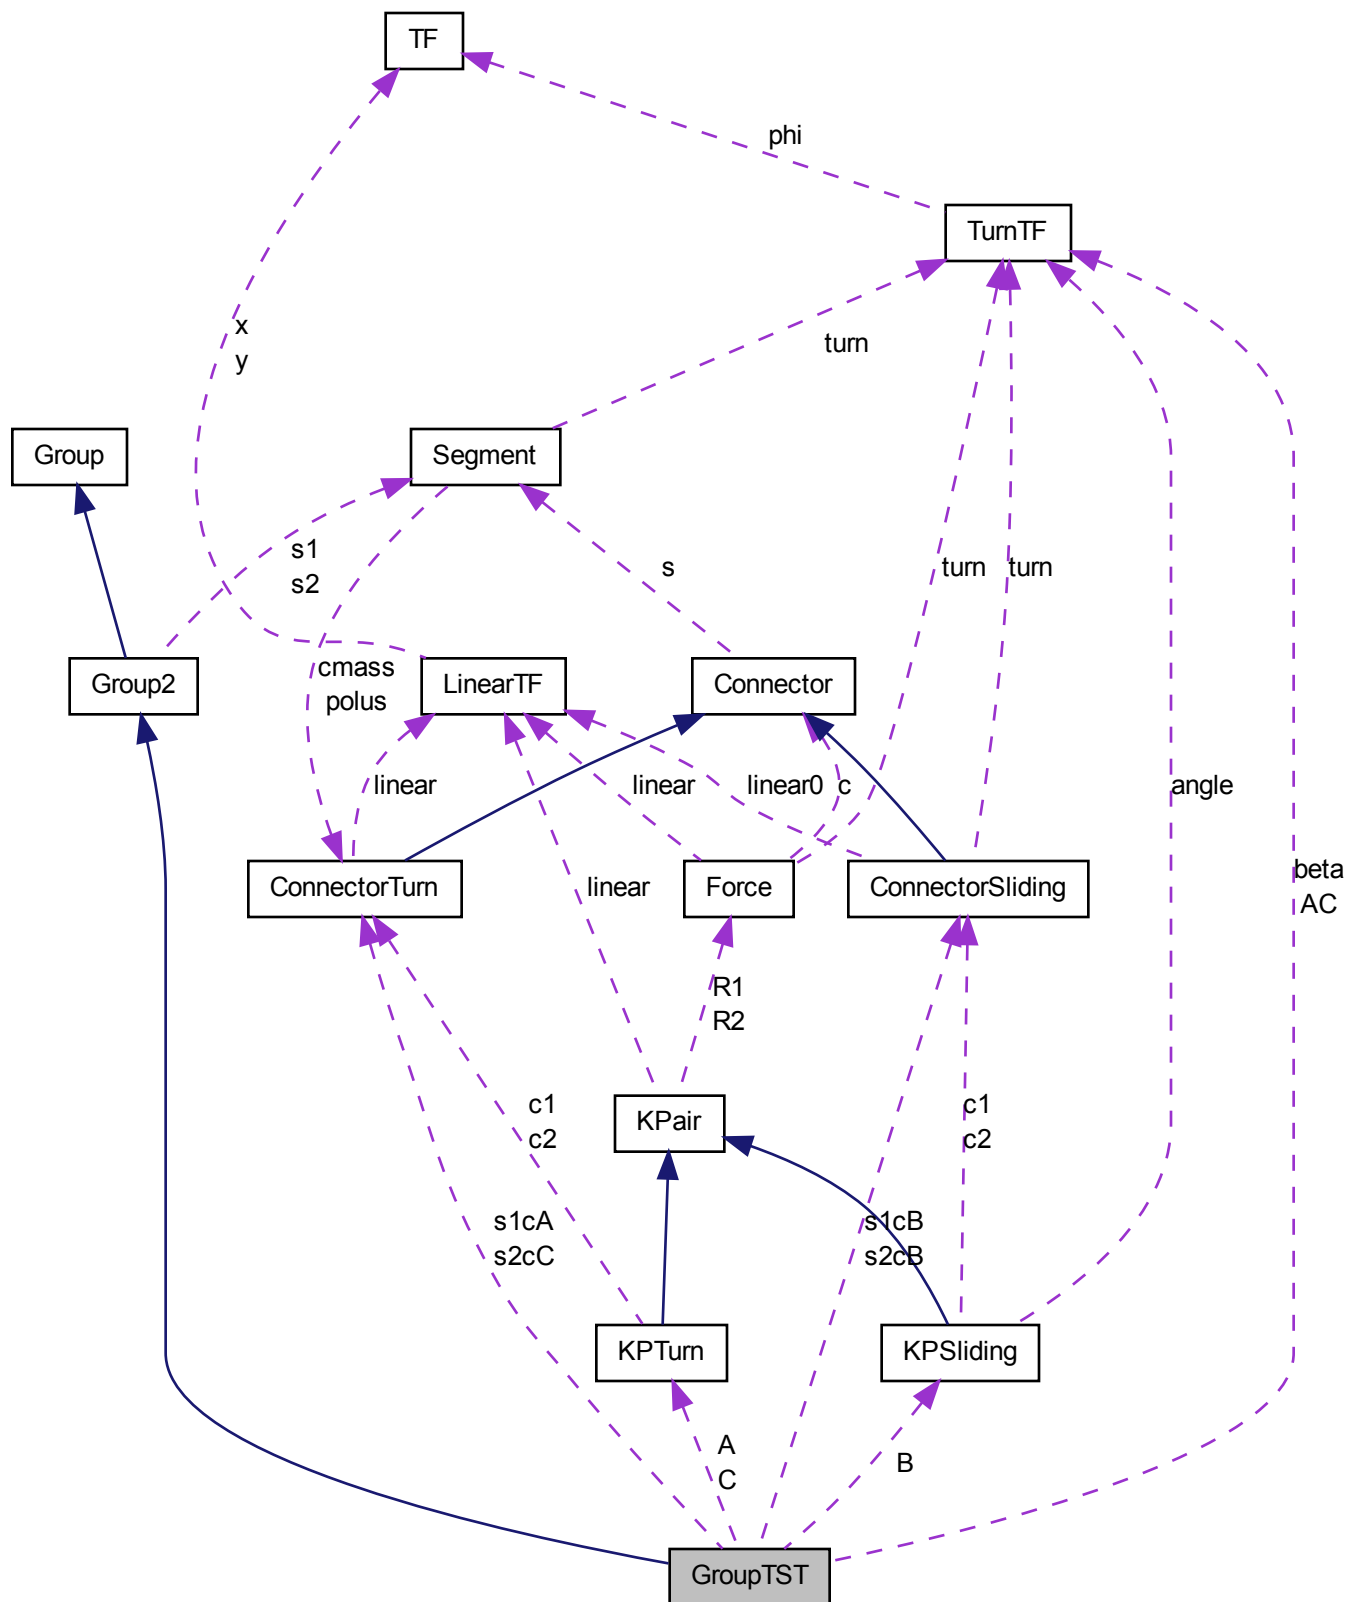 TF
phi
TurnTF
x
y
turn
Group
Segment
s1
s2
s
turn
turn
cmass
polus
Group2
LinearTF
Connector
linear
linear
linear0
c
angle
beta
AC
linear
ConnectorTurn
Force
ConnectorSliding
R1
R2
c1
c2
c1
c2
KPair
s1cA
s2cC
s1cB
s2cB
KPTurn
KPSliding
A
C
B
GroupTST